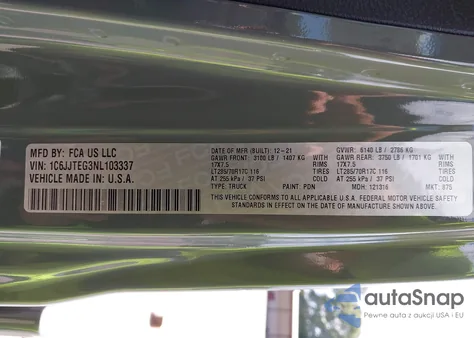 MFD BY: FCA US LLC
VIN: 1C6JJTEG3NL103337
VEHICLE MADE IN: U.S.A.
DATE OF MFR (BUILT): 12-21
GVWR: 6140 LB / 2786 KG
GAWR FRONT: 3100 LB / 1407 KG WITH
GAWR REAR: 3750 LB / 1701 KG WITH
17X7.5 RIMS
17X7.5 RIMS
LT285/70R17C 116 TIRES
LT285/70R17C 116 TIRES
AT 255 kPa / 37 PSI COLD
AT 255 kPa / 37 PSI COLD
TYPE: TRUCK PAINT: PDN MDH: 121316 MKT: 875
THIS VEHICLE CONFORMS TO ALL APPLICABLE U.S.A. FEDERAL MOTOR VEHICLE SAFETY
STANDARDS IN EFFECT ON THE DATE OF MANUFACTURE SHOWN ABOVE.
autoSnap
Pewne auta z aukcji USA i EU